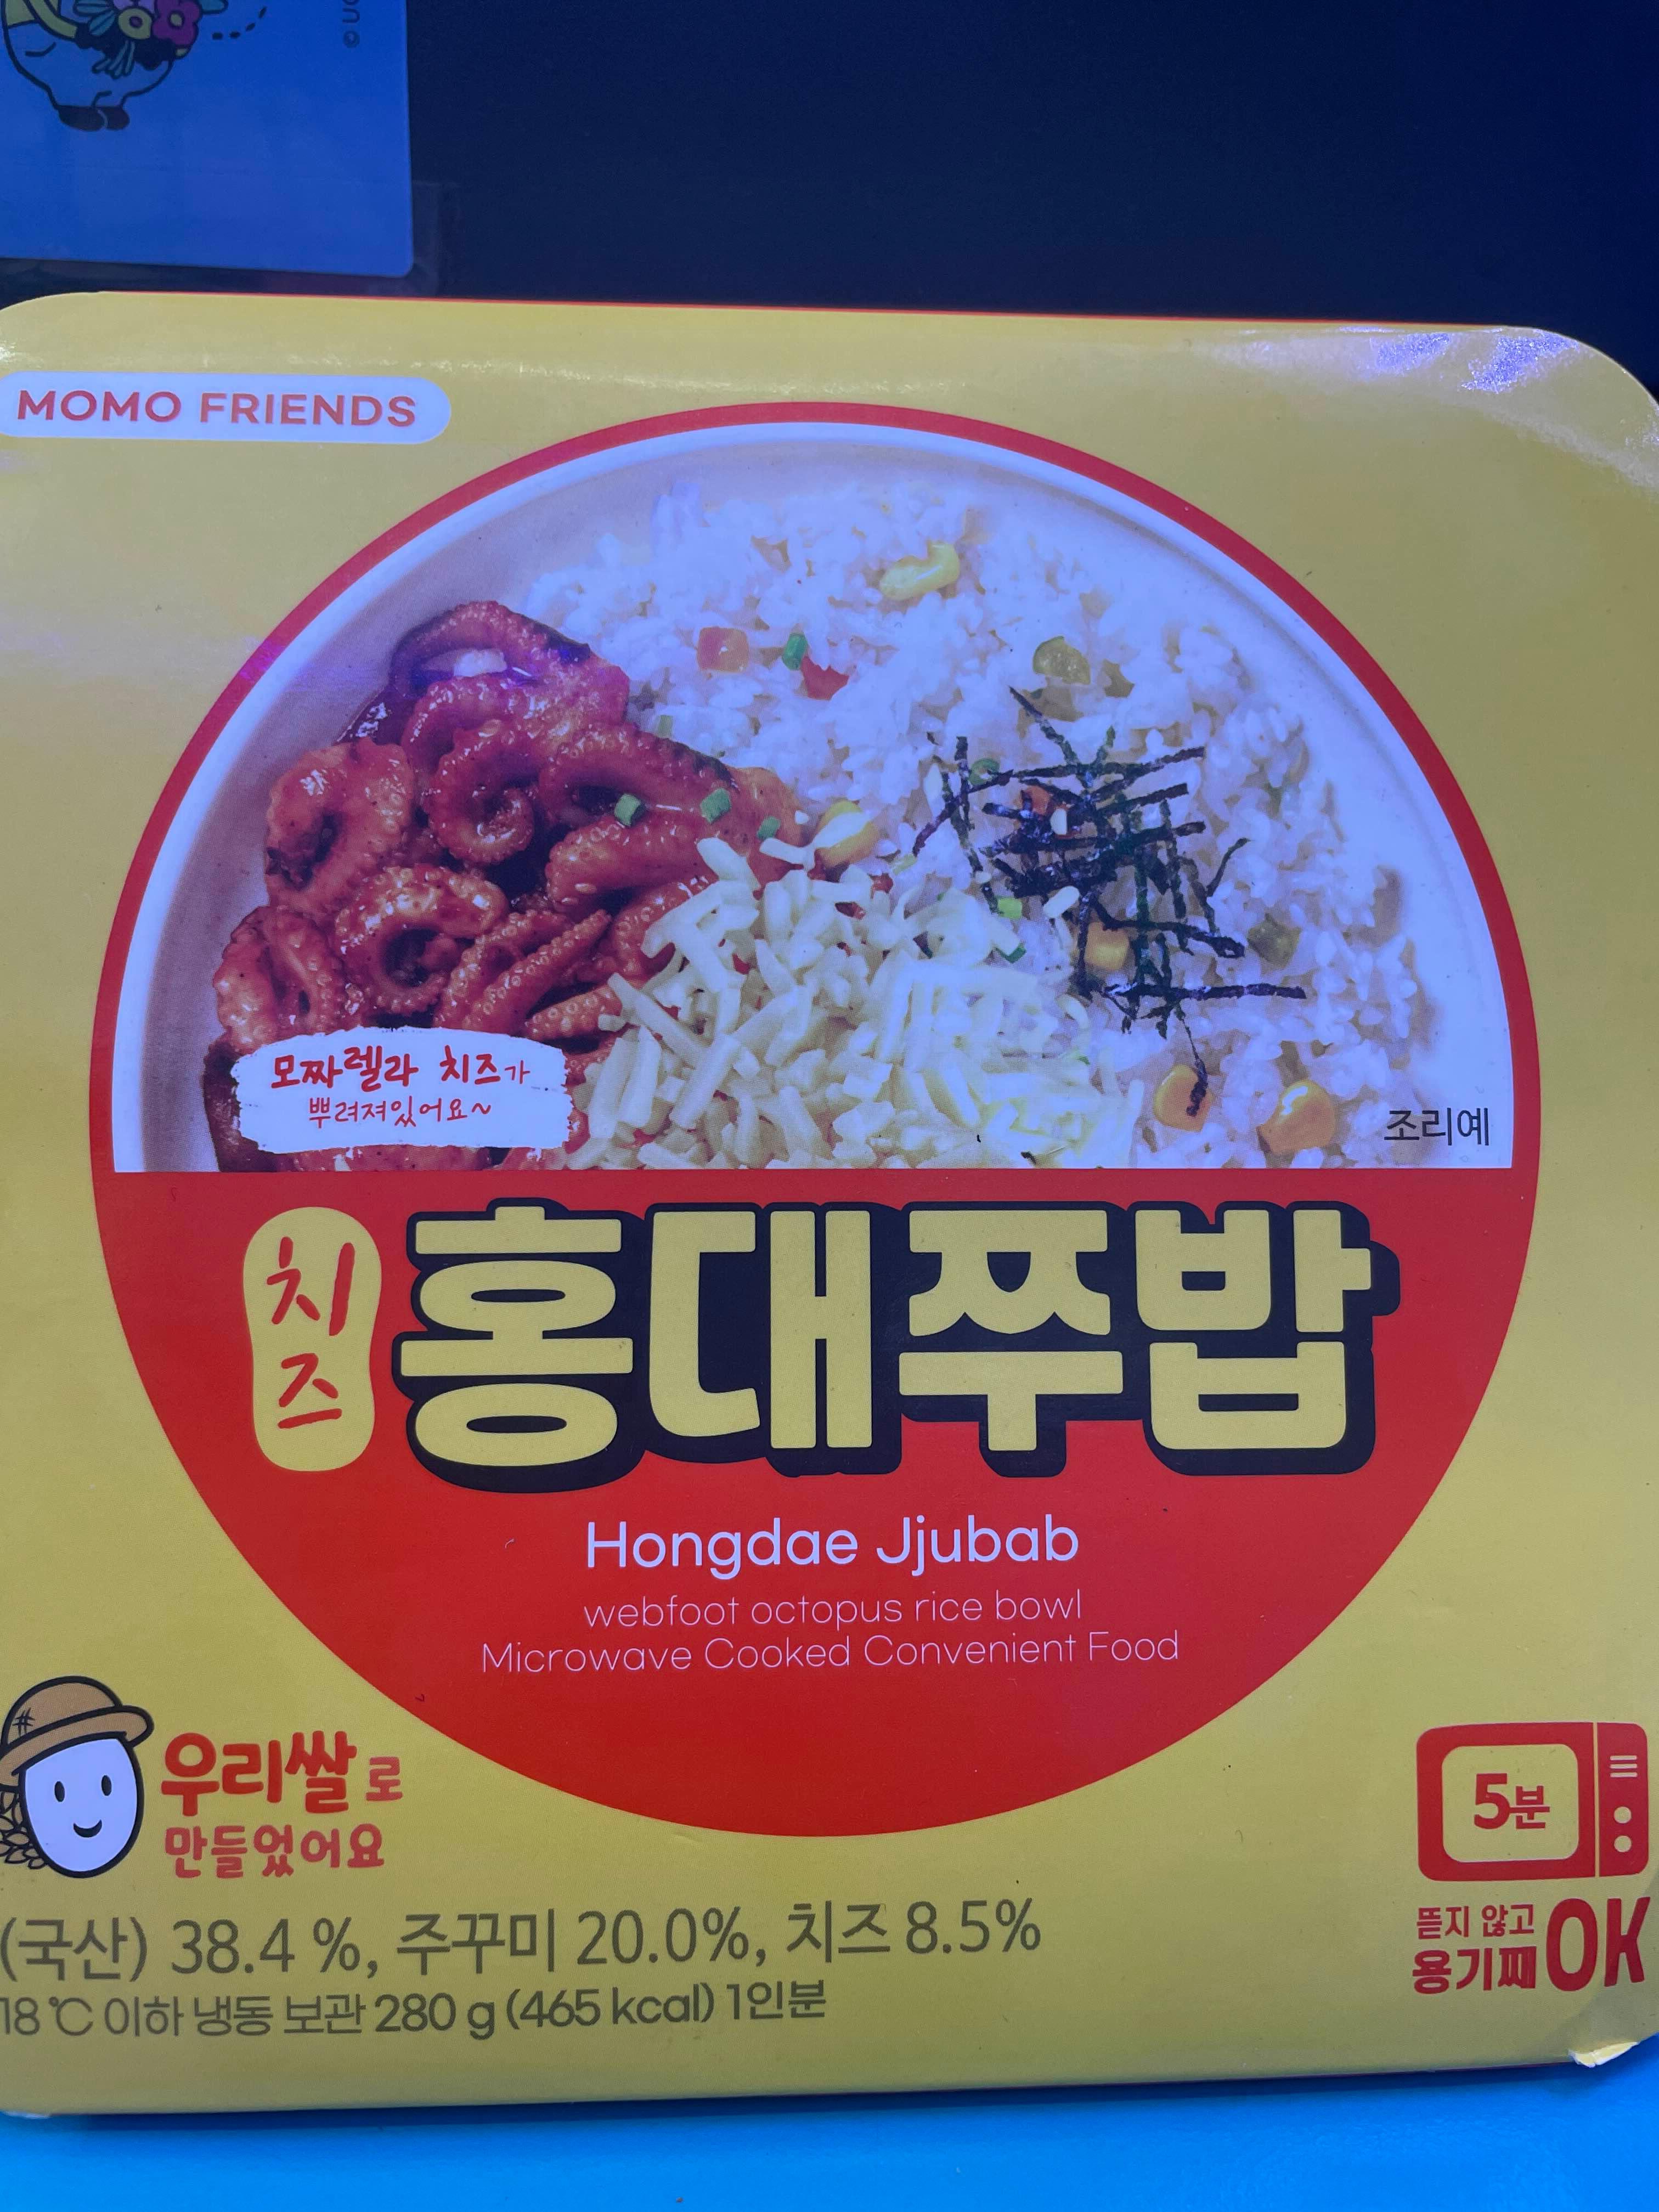 MOMO FRIENDS
모짜렐라 치즈가
뿌려져있어요~
조리예
치즈
홍대쭈밥
Hongdae Jjubab
webfoot octopus rice bowl
Microwave Cooked Convenient Food
우리쌀로
만들었어요
5분
뜯지 않고
용기째 OK
(국산) 38.4 %, 주꾸미 20.0%, 치즈 8.5%
18 ℃ 이하 냉동 보관 280 g (465 kcal) 1인분